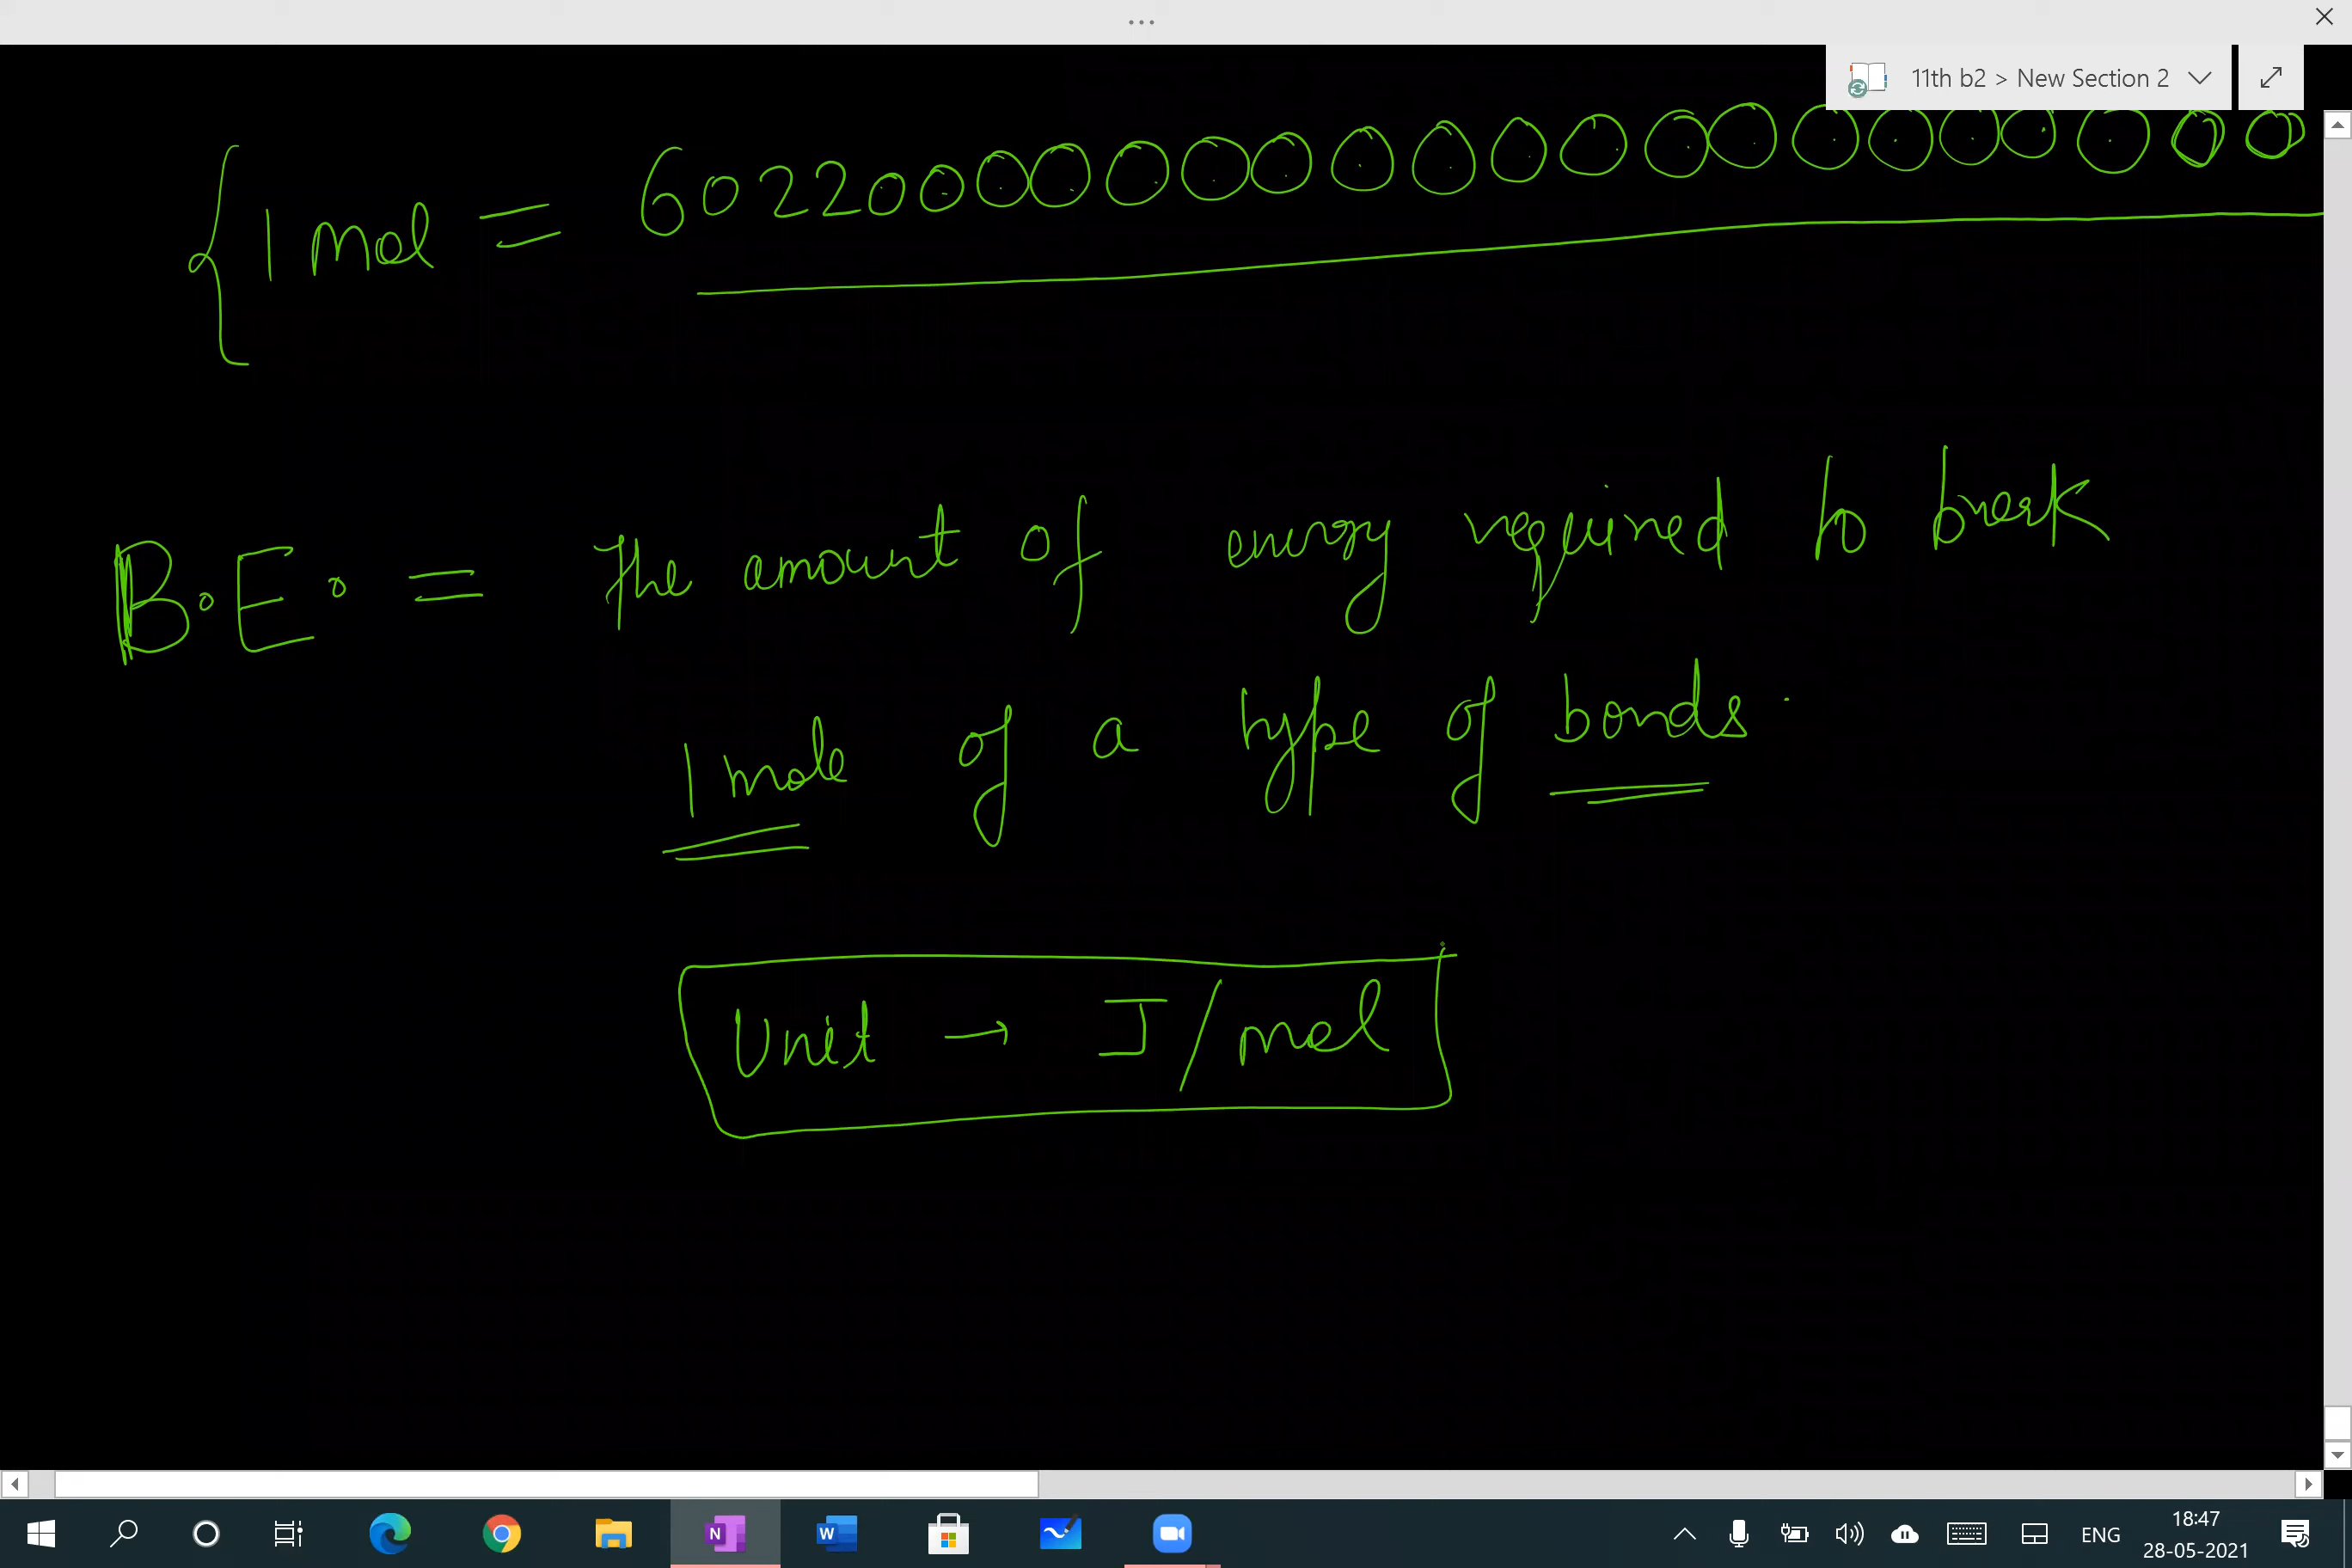 11th b2 > New Section 2
1 mol = 602200000000000000000000
B.E. = The amount of energy required to break
1 mole of a type of bonds.
Unit → J/mol
ENG
18:47
28-05-2021